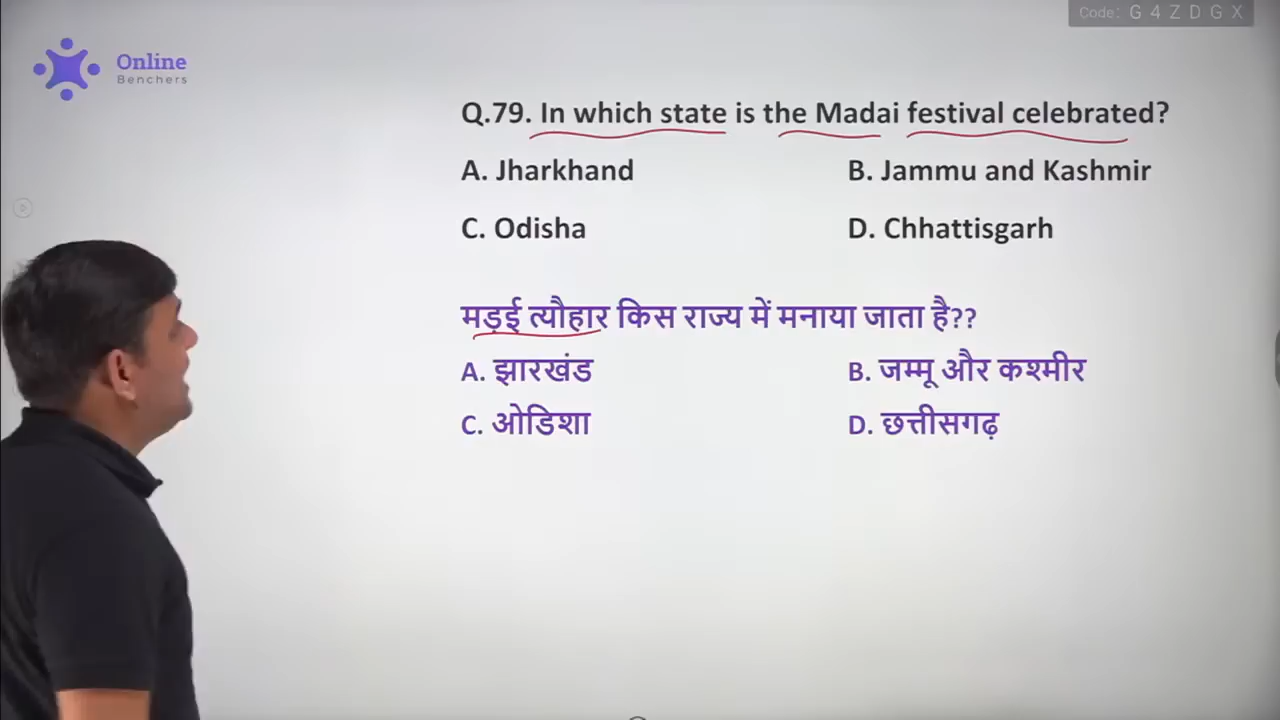 Code: G4ZDGX
Online
Benchers
Q.79. In which state is the Madai festival celebrated?
A. Jharkhand B. Jammu and Kashmir
C. Odisha D. Chhattisgarh
मड़ई त्यौहार किस राज्य में मनाया जाता है??
A. झारखंड B. जम्मू और कश्मीर
C. ओडिशा D. छत्तीसगढ़